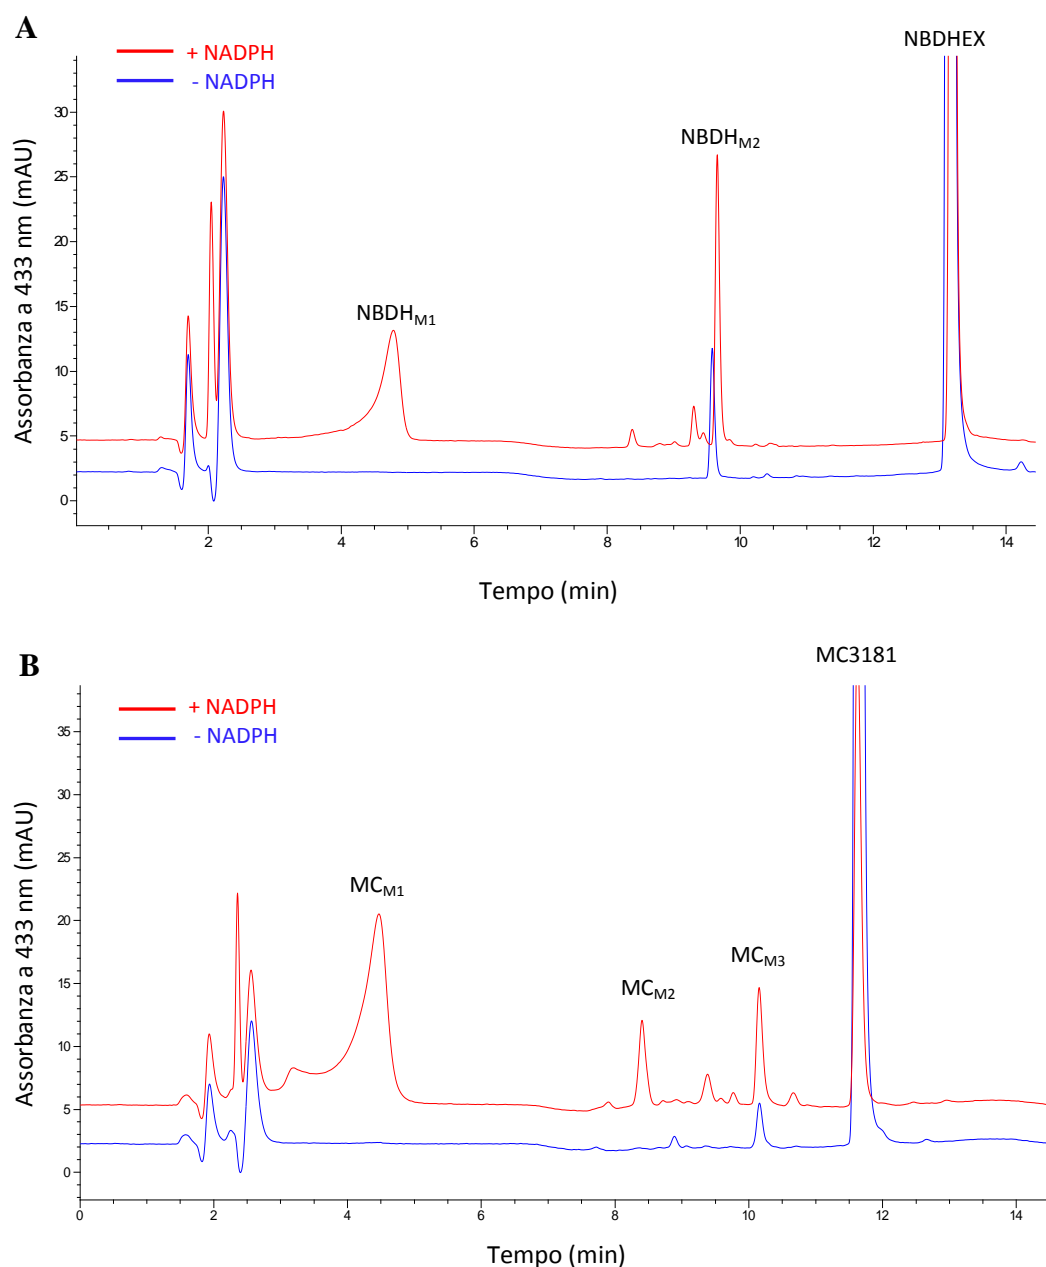 A
+ NADPH
- NADPH
NBDHEX
NBDHM2
NBDHM1
Assorbanza a 433 nm (mAU)
30
25
20
15
10
5
0
2
4
6
8
10
12
14
Tempo (min)
B
MC3181
+ NADPH
- NADPH
MCM1
MCM2
MCM3
Assorbanza a 433 nm (mAU)
35
30
25
20
15
10
5
0
0
2
4
6
8
10
12
14
Tempo (min)